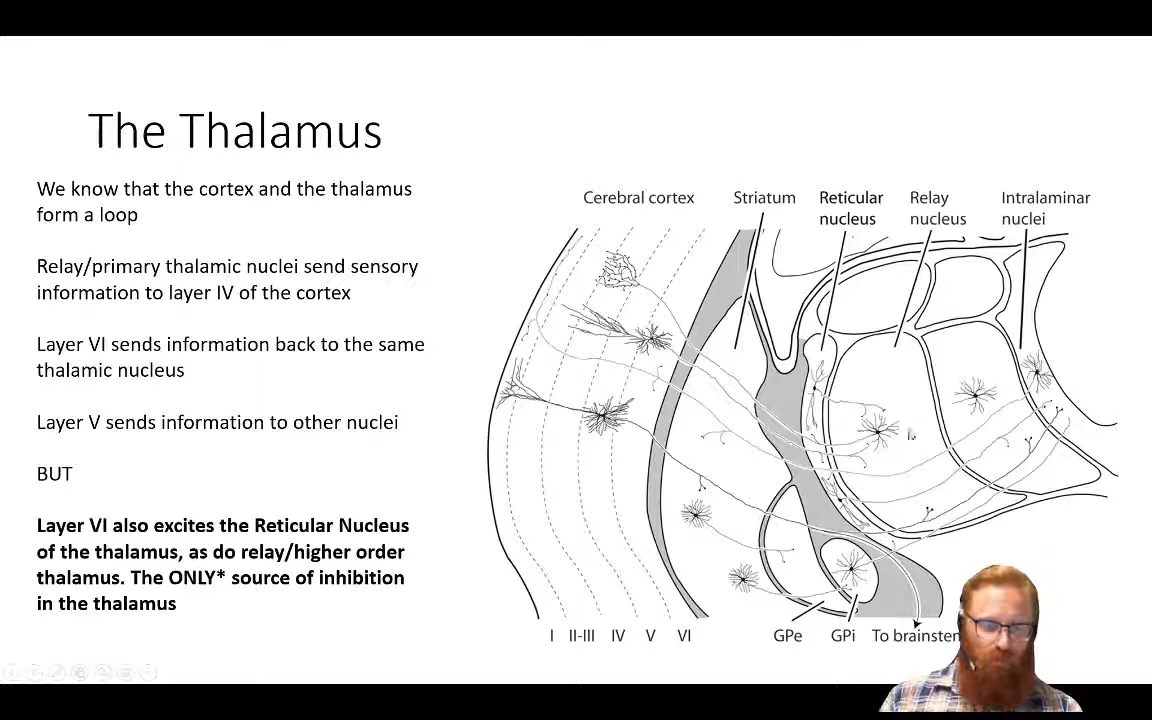 The Thalamus
We know that the cortex and the thalamus
form a loop
Relay/primary thalamic nuclei send sensory
information to layer IV of the cortex
Layer VI sends information back to the same
thalamic nucleus
Layer V sends information to other nuclei
BUT
Layer VI also excites the Reticular Nucleus
of the thalamus, as do relay/higher order
thalamus. The ONLY* source of inhibition
in the thalamus
Cerebral cortex
Striatum
Reticular
nucleus
Relay
nucleus
Intralaminar
nuclei
I II-III IV V VI
GPe GPi To brainsten